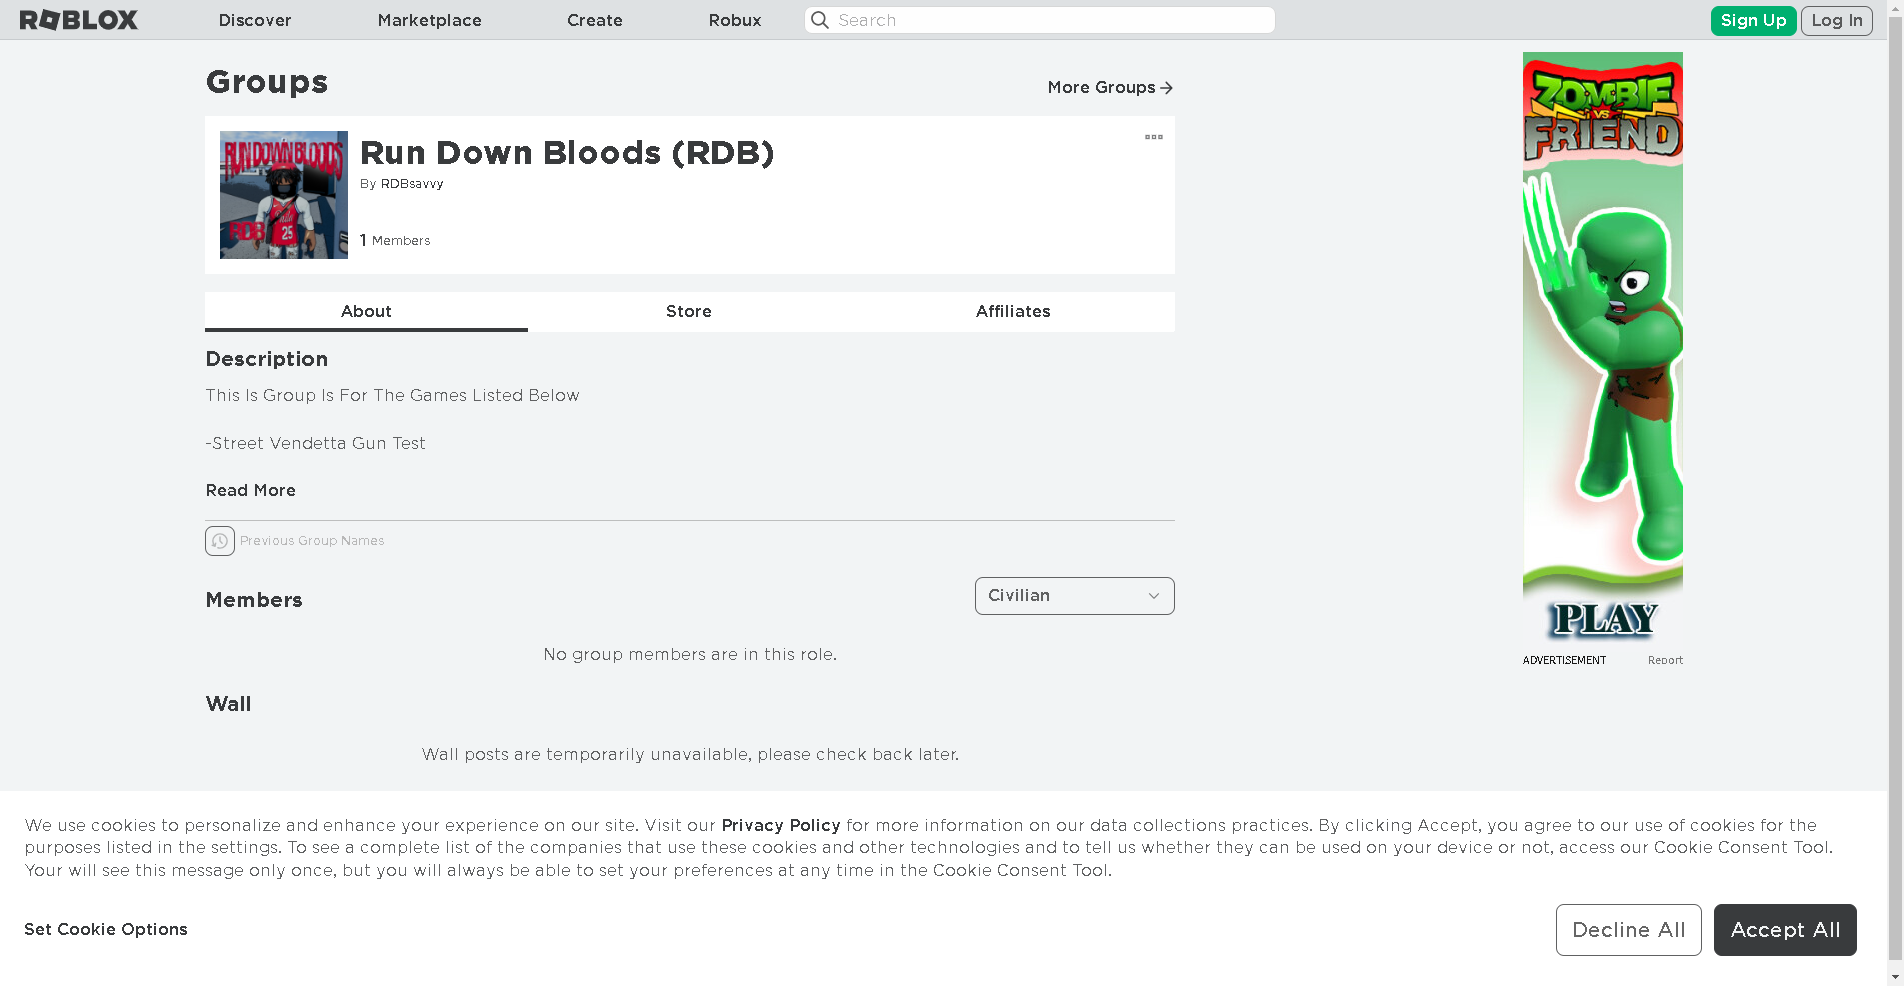 ROBLOX
Discover
Marketplace
Create
Robux
Search
Sign Up
Log In
Groups
More Groups
RUN DOWN BLOODS
RDB
25
Run Down Bloods (RDB)
By RDBsavvy
1 Members
About
Store
Affiliates
Description
This Is Group Is For The Games Listed Below
-Street Vendetta Gun Test
Read More
Previous Group Names
Members
Civilian
No group members are in this role.
Wall
Wall posts are temporarily unavailable, please check back later.
ZOMBIE
VS
FRIEND
PLAY
ADVERTISEMENT
Report
We use cookies to personalize and enhance your experience on our site. Visit our Privacy Policy for more information on our data collections practices. By clicking Accept, you agree to our use of cookies for the
purposes listed in the settings. To see a complete list of the companies that use these cookies and other technologies and to tell us whether they can be used on your device or not, access our Cookie Consent Tool.
Your will see this message only once, but you will always be able to set your preferences at any time in the Cookie Consent Tool.
Set Cookie Options
Decline All
Accept All